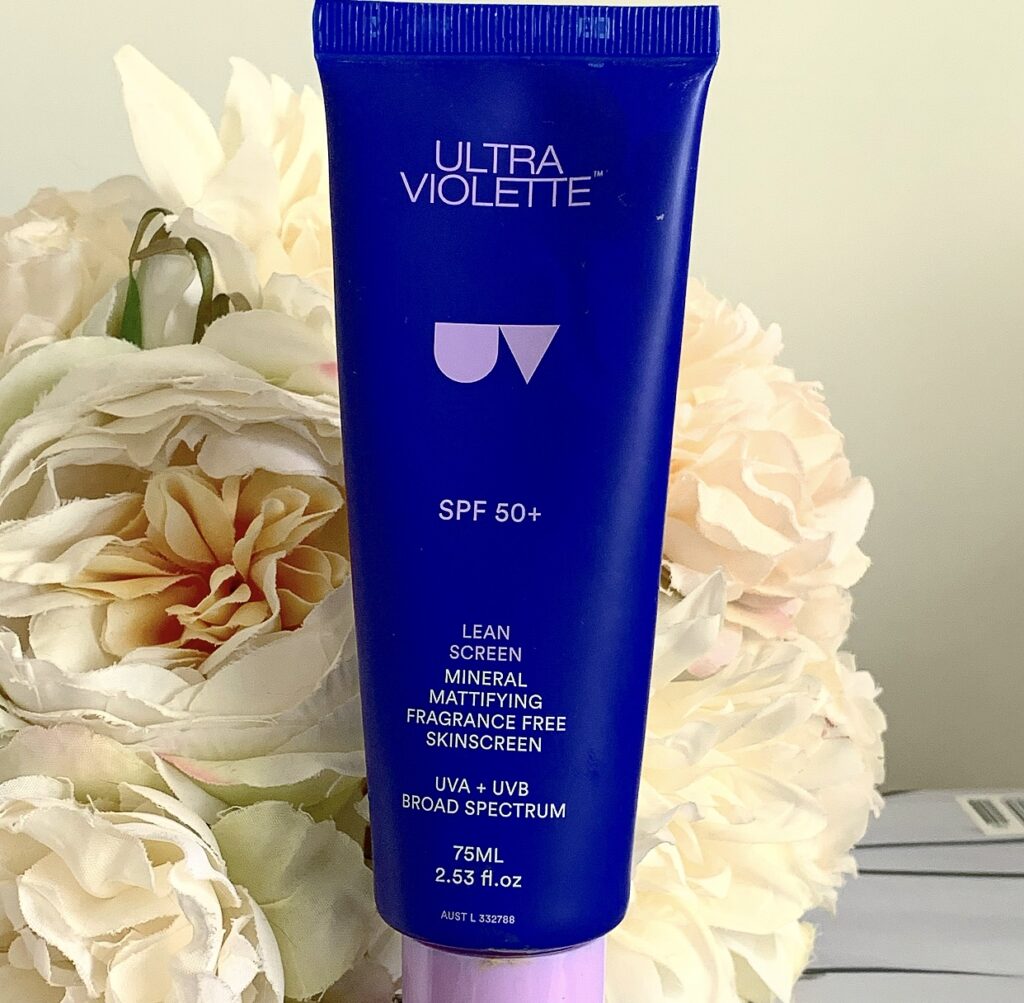 ULTRA
VIOLETTE™
UV
SPF 50+
LEAN
SCREEN
MINERAL
MATTIFYING
FRAGRANCE FREE
SKINSCREEN
UVA + UVB
BROAD SPECTRUM
75ML
2.53 fl.oz
AUST L 332788